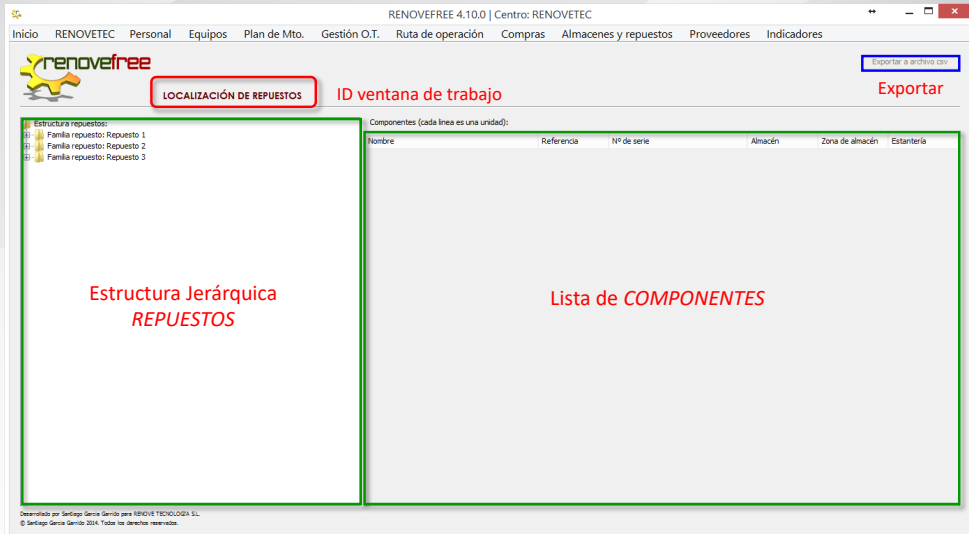 RENOVEFREE 4.10.0 | Centro: RENOVETEC
Inicio RENOVETEC Personal Equipos Plan de Mto. Gestión O.T. Ruta de operación Compras Almacenes y repuestos Proveedores Indicadores
renovefree
Exportar a archivo csv
LOCALIZACIÓN DE REPUESTOS
ID ventana de trabajo
Exportar
Estructura repuestos:
Familia repuesto: Repuesto 1
Familia repuesto: Repuesto 2
Familia repuesto: Repuesto 3
Componentes (cada linea es una unidad):
Nombre Referencia Nº de serie Almacén Zona de almacén Estantería
Estructura Jerárquica
REPUESTOS
Lista de COMPONENTES
Desarrollado por Santiago Garcia Garrido para RENOVE TECNOLOGÍA S.L.
© Santiago Garcia Garrido 2014. Todos los derechos reservados.